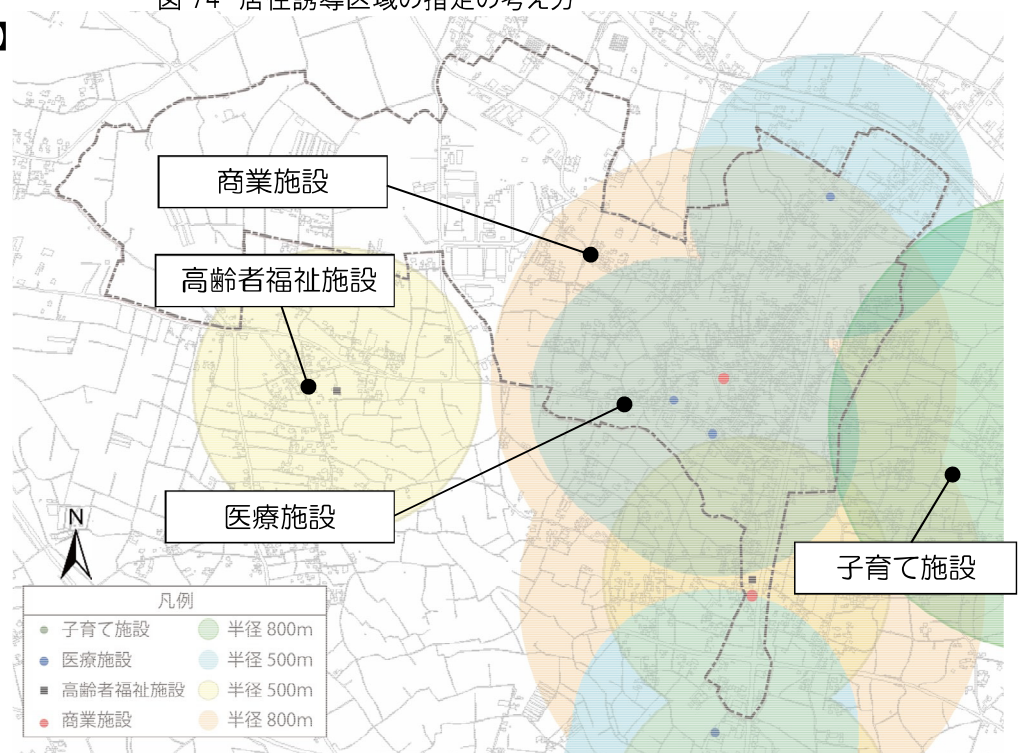 図 74 居住誘導区域の指定の考え方
】
商業施設
高齢者福祉施設
医療施設
子育て施設
N
凡例
子育て施設 半径 800m
医療施設 半径 500m
高齢者福祉施設 半径 500m
商業施設 半径 800m